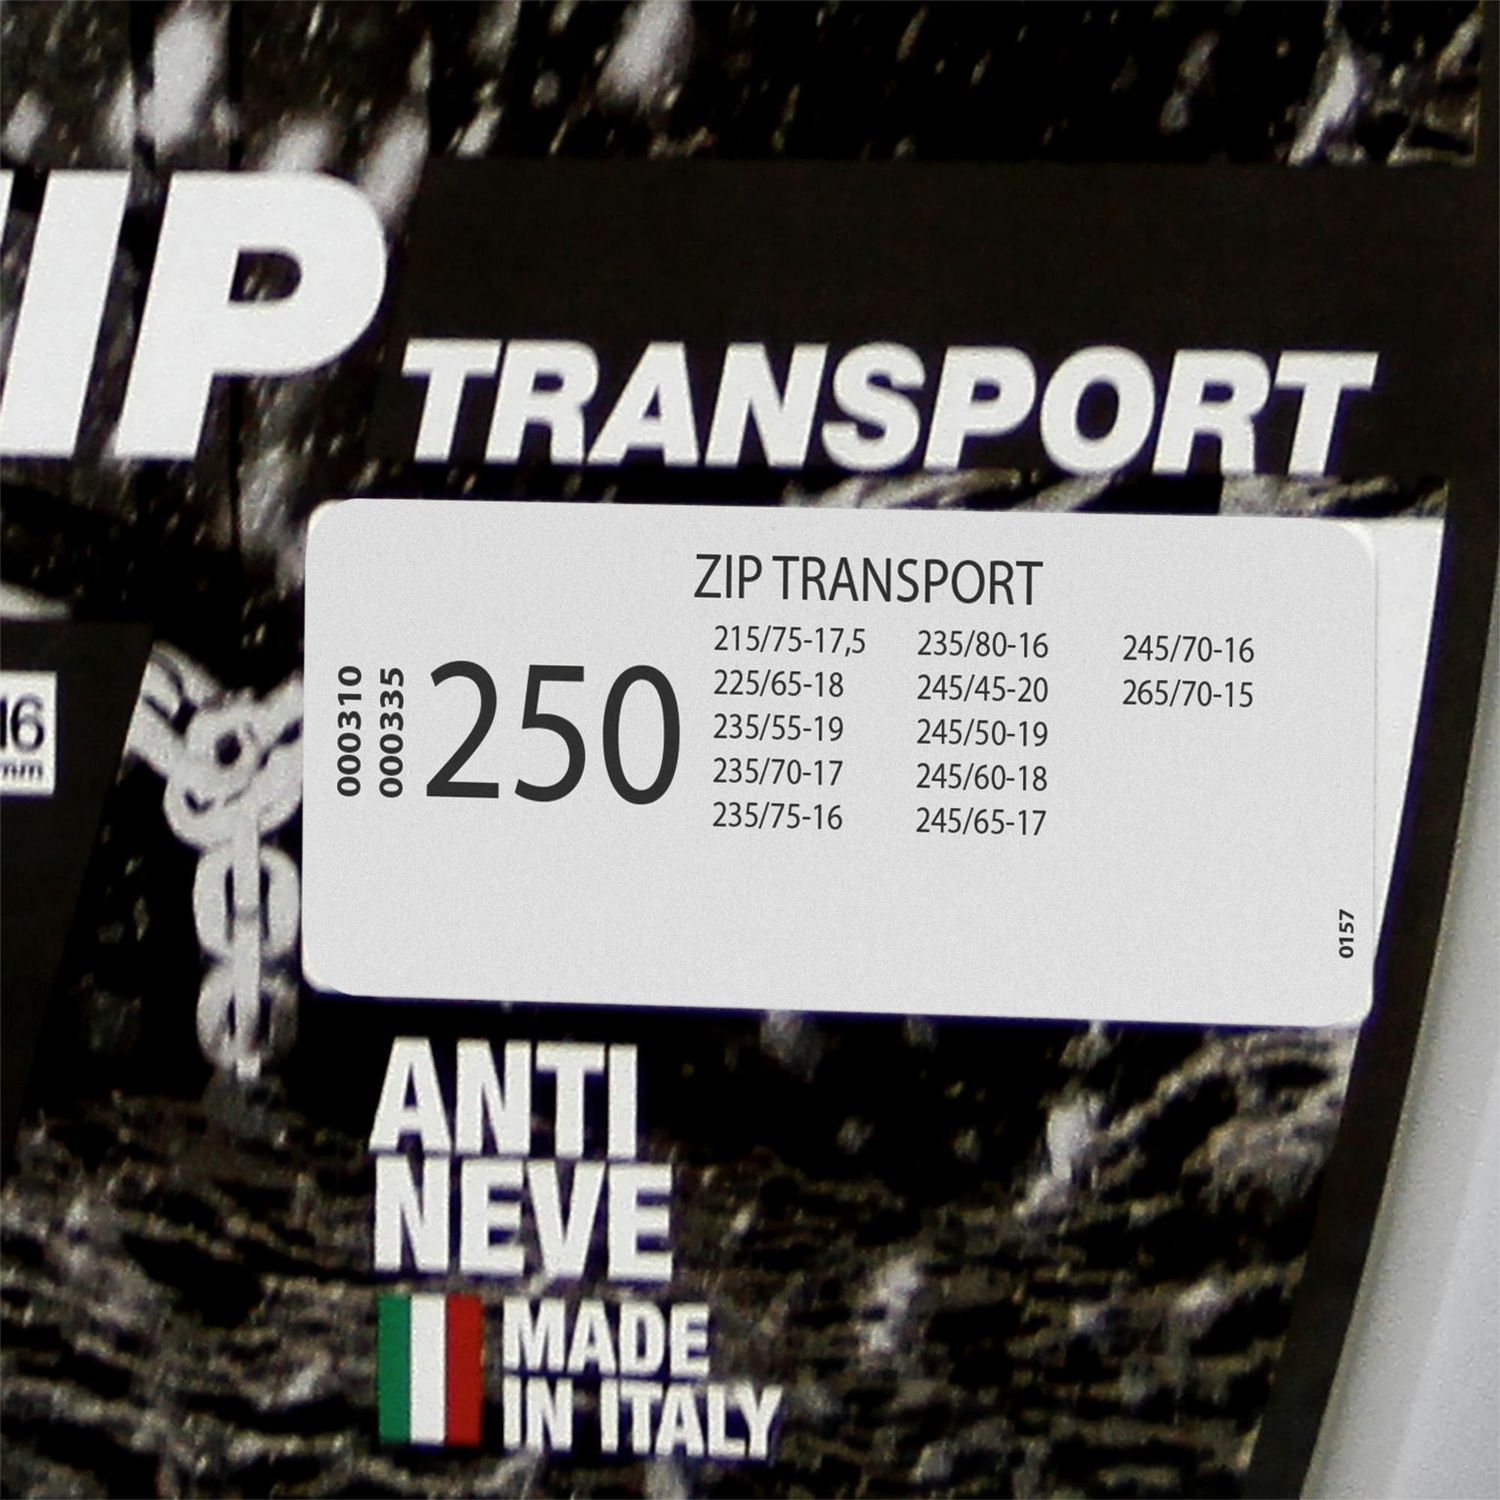 IP TRANSPORT
ZIP TRANSPORT
000310
000335
250
215/75-17,5 235/80-16 245/70-16
225/65-18 245/45-20 265/70-15
235/55-19 245/50-19
235/70-17 245/60-18
235/75-16 245/65-17
0157
16
mm
ANTI
NEVE
MADE
IN ITALY